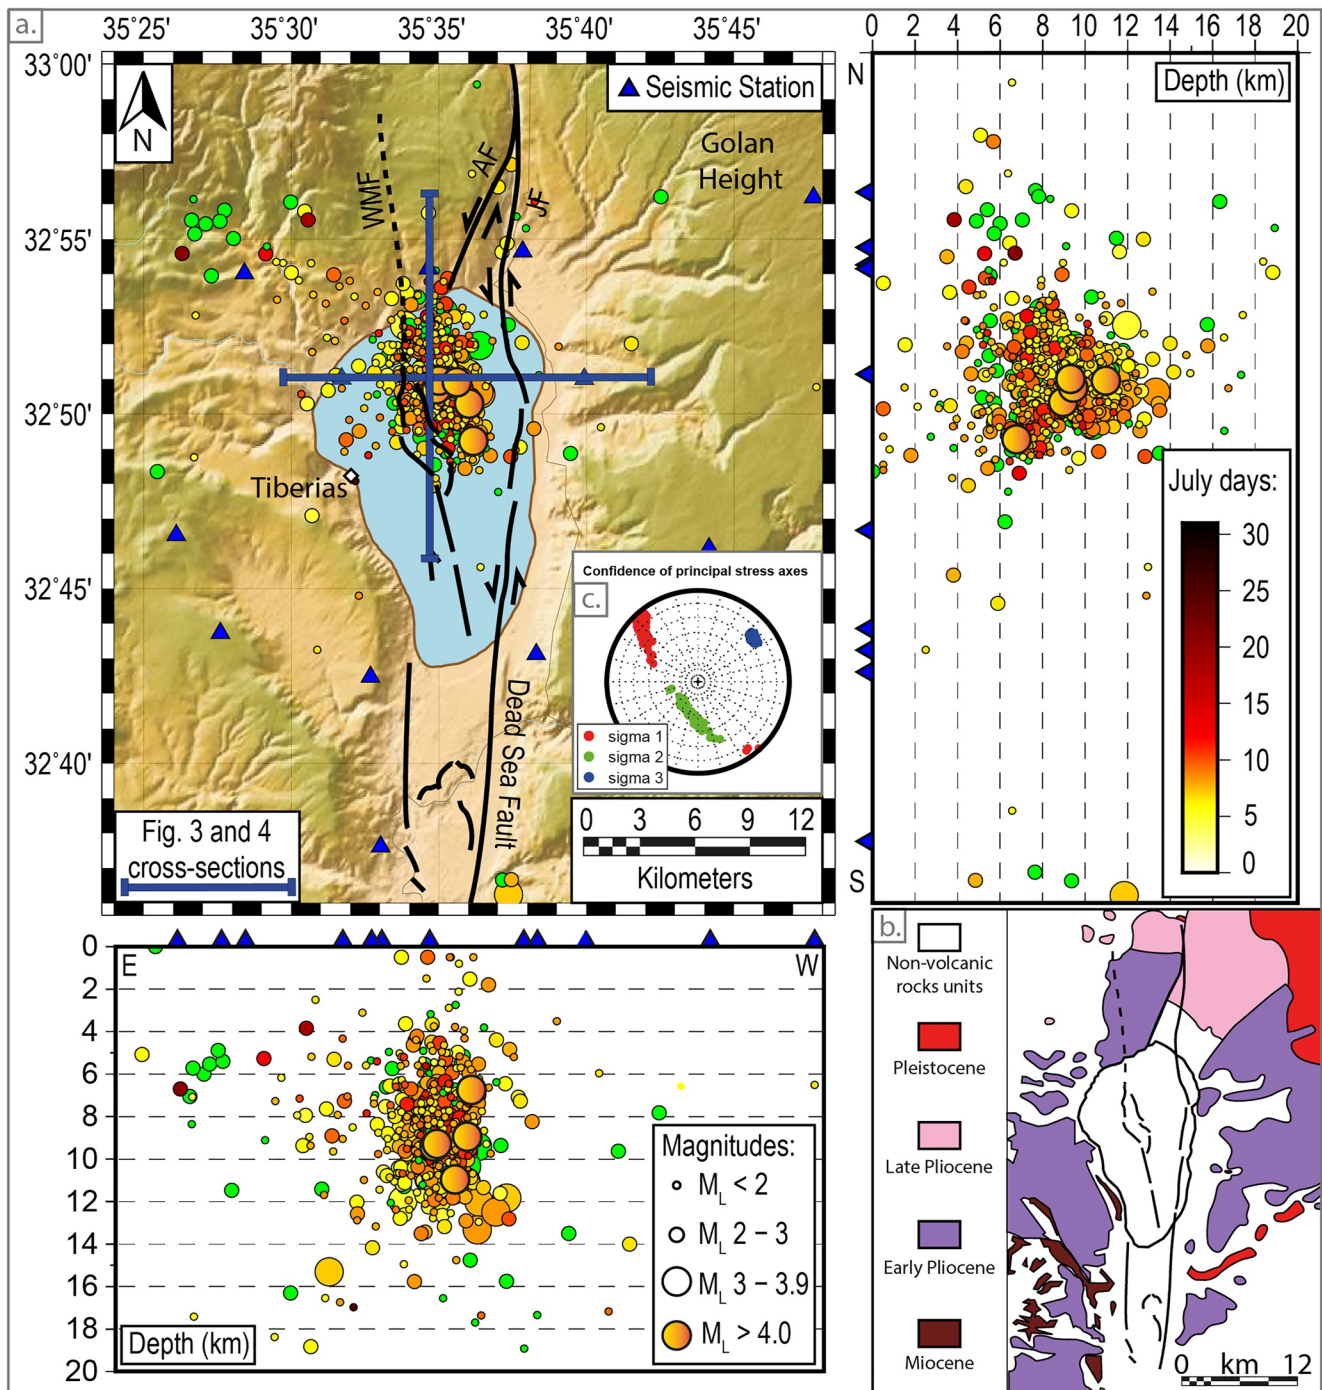 a.
35°25'
35°30'
35°35'
35°40'
35°45'
33°00'
32°55'
32°50'
32°45'
32°40'
N
Seismic Station
Golan
Height
WMF
AF
JF
Tiberias
Dead Sea Fault
Fig. 3 and 4
cross-sections
Confidence of principal stress axes
c.
sigma 1
sigma 2
sigma 3
0 3 6 9 12
Kilometers
0 2 4 6 8 10 12 14 16 18 20
N
Depth (km)
S
July days:
30
20
15
10
5
0
0
2
4
6
8
10
12
14
16
18
20
E
W
Depth (km)
Magnitudes:
ML < 2
ML 2 – 3
ML 3 – 3.9
ML > 4.0
b.
Non-volcanic
rocks units
Pleistocene
Late Pliocene
Early Pliocene
Miocene
0 km 12